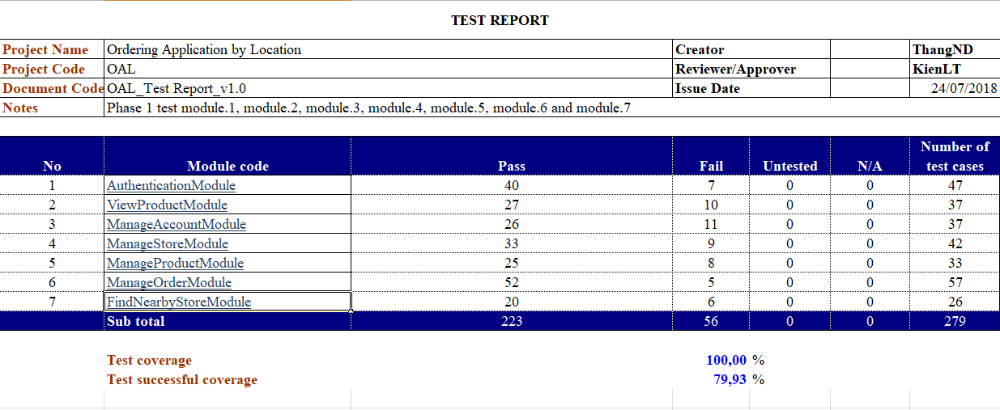 TEST REPORT
Project Name Ordering Application by Location Creator ThangND
Project Code OAL Reviewer/Approver KienLT
Document Code OAL_Test Report_v1.0 Issue Date 24/07/2018
Notes Phase 1 test module.1, module.2, module.3, module.4, module.5, module.6 and module.7
No Module code Pass Fail Untested N/A Number of test cases
1 AuthenticationModule 40 7 0 0 47
2 ViewProductModule 27 10 0 0 37
3 ManageAccountModule 26 11 0 0 37
4 ManageStoreModule 33 9 0 0 42
5 ManageProductModule 25 8 0 0 33
6 ManageOrderModule 52 5 0 0 57
7 FindNearbyStoreModule 20 6 0 0 26
Sub total 223 56 0 0 279
Test coverage 100,00 %
Test successful coverage 79,93 %